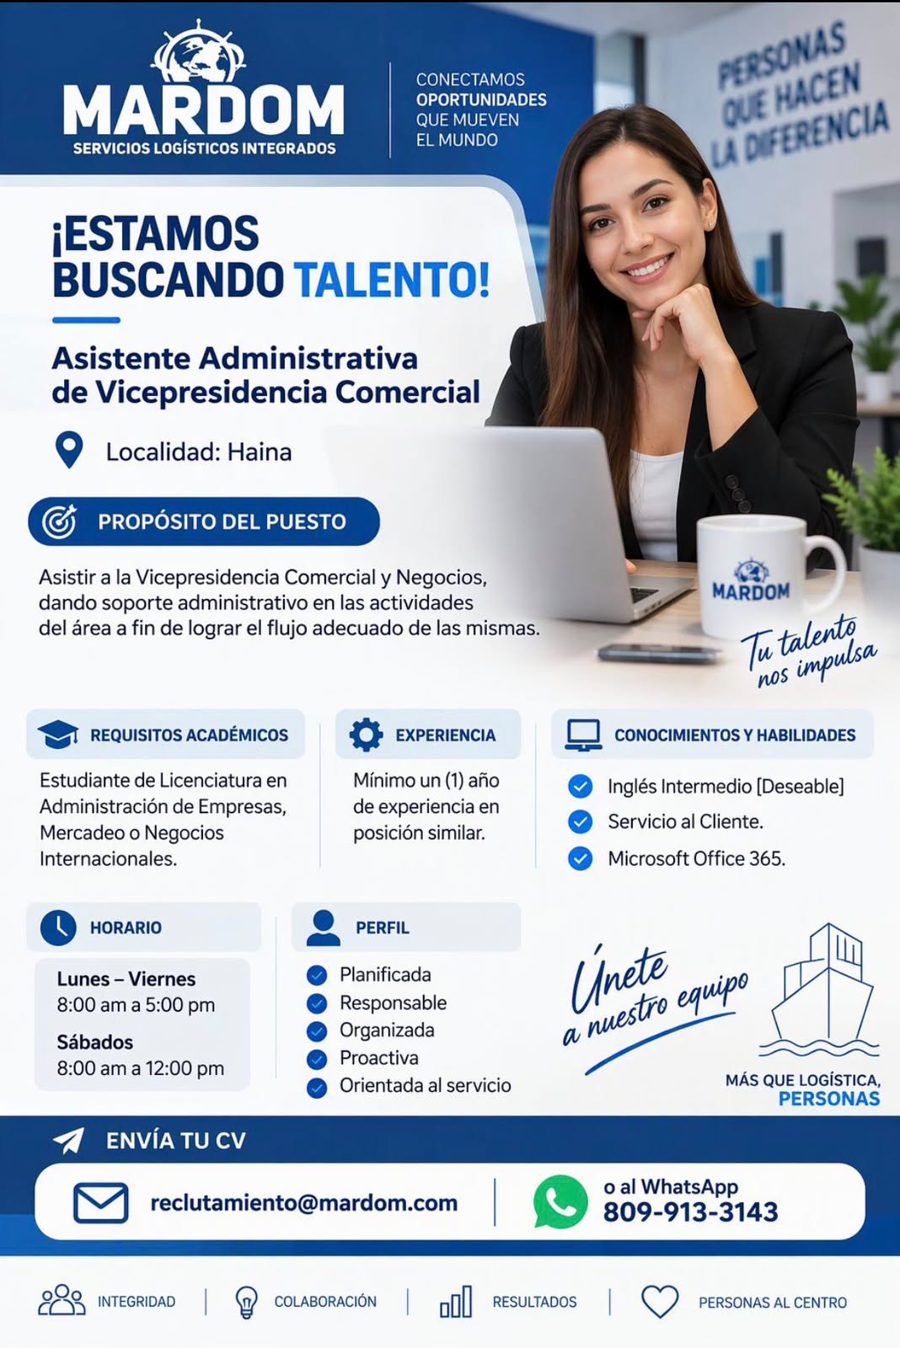 MARDOM
SERVICIOS LOGÍSTICOS INTEGRADOS
CONECTAMOS
OPORTUNIDADES
QUE MUEVEN
EL MUNDO
PERSONAS
QUE HACEN
LA DIFERENCIA
¡ESTAMOS
BUSCANDO TALENTO!
Asistente Administrativa
de Vicepresidencia Comercial
Localidad: Haina
PROPÓSITO DEL PUESTO
Asistir a la Vicepresidencia Comercial y Negocios,
dando soporte administrativo en las actividades
del área a fin de lograr el flujo adecuado de las mismas.
MARDOM
Tu talento
nos impulsa
REQUISITOS ACADÉMICOS
Estudiante de Licenciatura en
Administración de Empresas,
Mercadeo o Negocios
Internacionales.
EXPERIENCIA
Mínimo un (1) año
de experiencia en
posición similar.
CONOCIMIENTOS Y HABILIDADES
Inglés Intermedio [Deseable]
Servicio al Cliente.
Microsoft Office 365.
HORARIO
Lunes – Viernes
8:00 am a 5:00 pm
Sábados
8:00 am a 12:00 pm
PERFIL
Planificada
Responsable
Organizada
Proactiva
Orientada al servicio
Únete
a nuestro equipo
MÁS QUE LOGÍSTICA,
PERSONAS
ENVÍA TU CV
reclutamiento@mardom.com
o al WhatsApp
809-913-3143
INTEGRIDAD
COLABORACIÓN
RESULTADOS
PERSONAS AL CENTRO